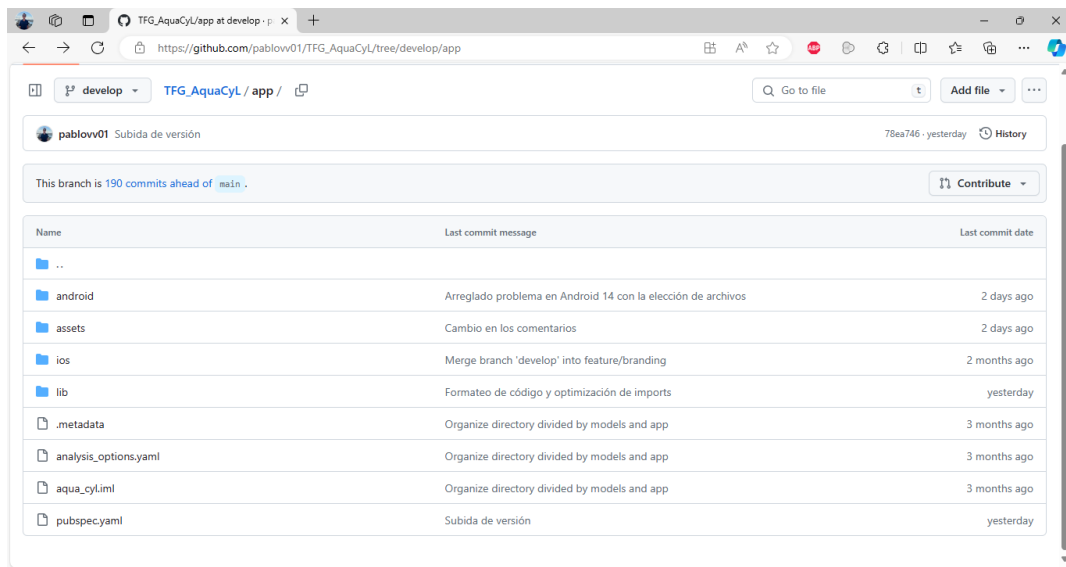 TFG_AquaCyL/app at develop · p
https://github.com/pablovv01/TFG_AquaCyL/tree/develop/app
ABP
develop TFG_AquaCyL / app / Go to file t Add file
pablovv01 Subida de versión 78ea746 · yesterday History
This branch is 190 commits ahead of main . Contribute
Name Last commit message Last commit date
..
android Arreglado problema en Android 14 con la elección de archivos 2 days ago
assets Cambio en los comentarios 2 days ago
ios Merge branch 'develop' into feature/branding 2 months ago
lib Formateo de código y optimización de imports yesterday
.metadata Organize directory divided by models and app 3 months ago
analysis_options.yaml Organize directory divided by models and app 3 months ago
aqua_cyl.iml Organize directory divided by models and app 3 months ago
pubspec.yaml Subida de versión yesterday